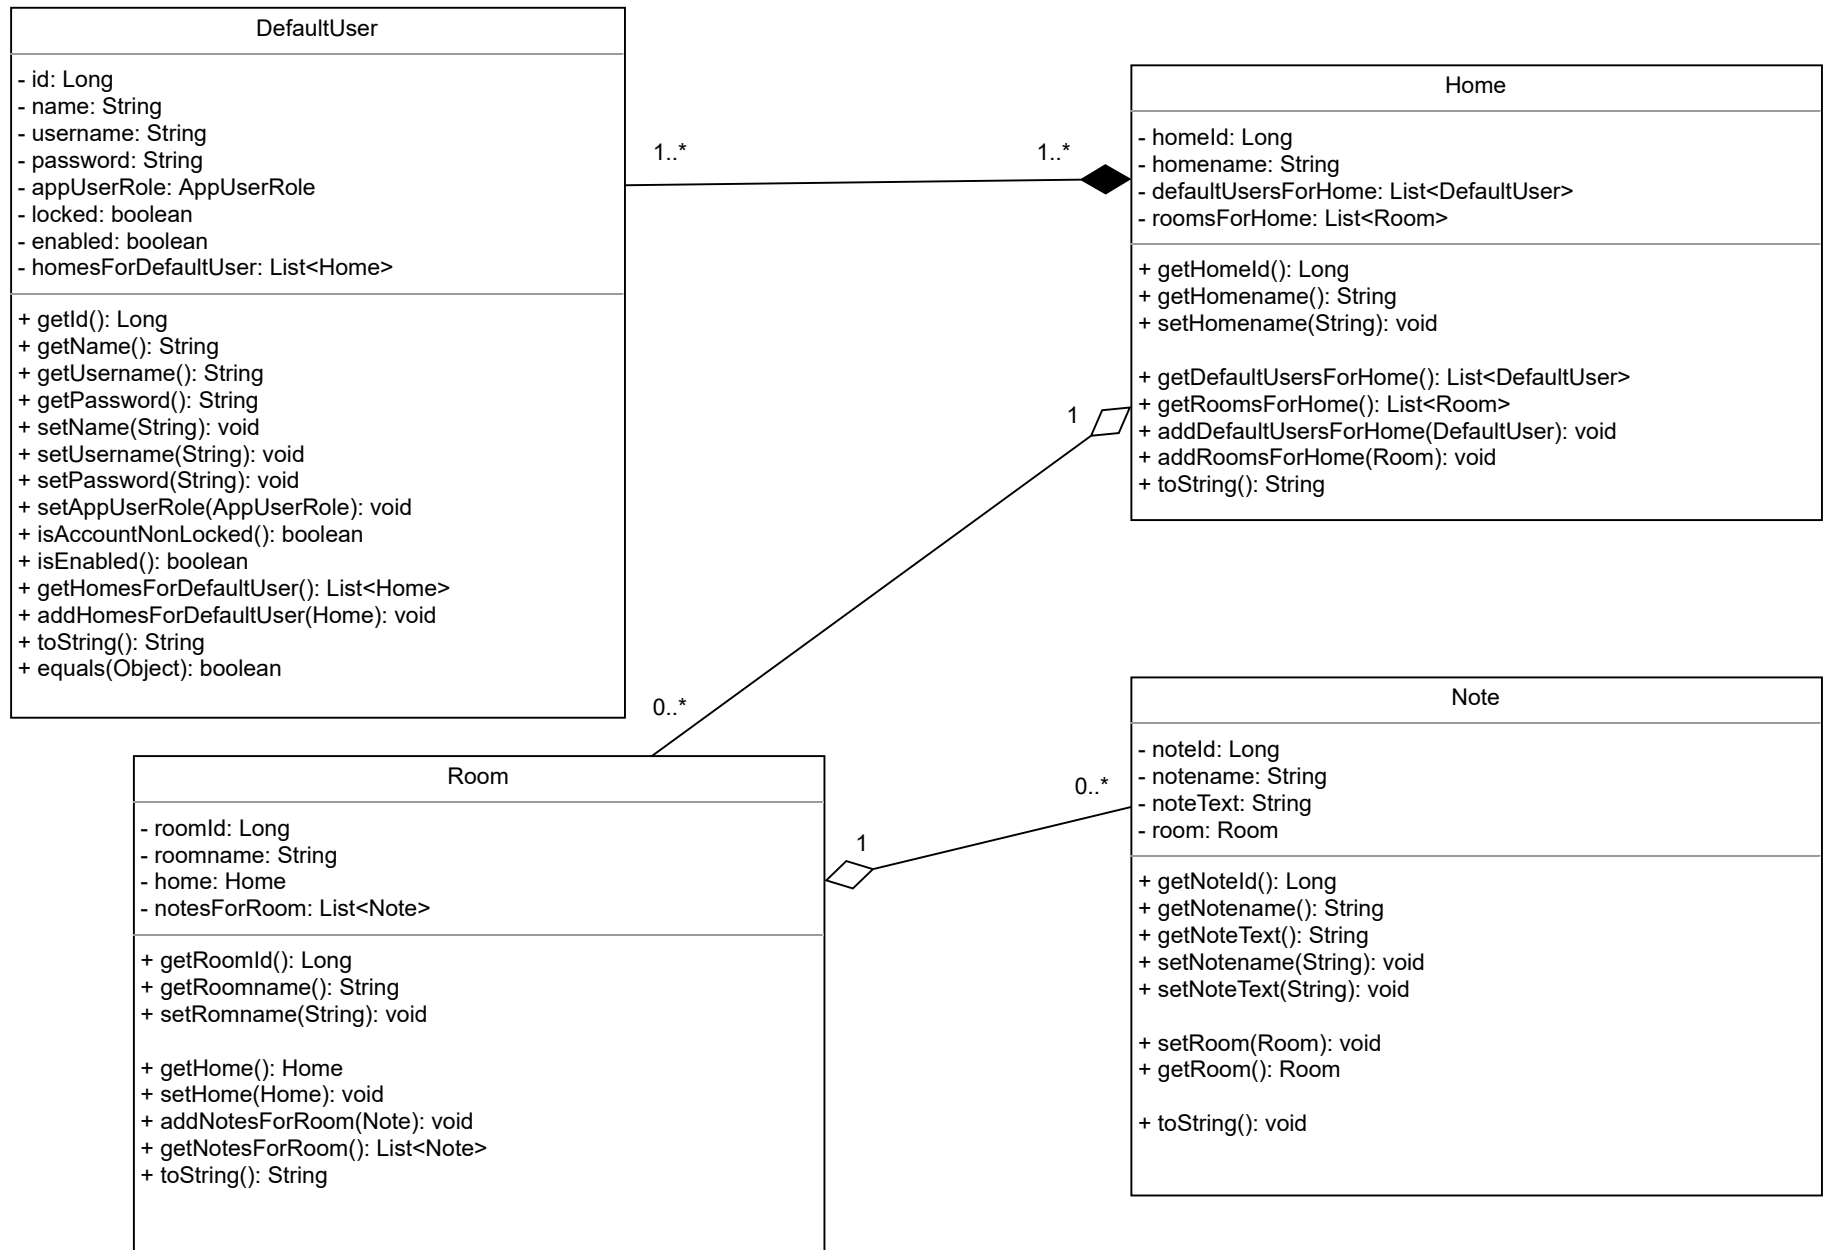 DefaultUser
- id: Long
- name: String
- username: String
- password: String
- appUserRole: AppUserRole
- locked: boolean
- enabled: boolean
- homesForDefaultUser: List<Home>
+ getId(): Long
+ getName(): String
+ getUsername(): String
+ getPassword(): String
+ setName(String): void
+ setUsername(String): void
+ setPassword(String): void
+ setAppUserRole(AppUserRole): void
+ isAccountNonLocked(): boolean
+ isEnabled(): boolean
+ getHomesForDefaultUser(): List<Home>
+ addHomesForDefaultUser(Home): void
+ toString(): String
+ equals(Object): boolean
1..*
1..*
Home
- homeId: Long
- homename: String
- defaultUsersForHome: List<DefaultUser>
- roomsForHome: List<Room>
+ getHomeId(): Long
+ getHomename(): String
+ setHomename(String): void
+ getDefaultUsersForHome(): List<DefaultUser>
+ getRoomsForHome(): List<Room>
+ addDefaultUsersForHome(DefaultUser): void
+ addRoomsForHome(Room): void
+ toString(): String
1
0..*
Room
- roomId: Long
- roomname: String
- home: Home
- notesForRoom: List<Note>
+ getRoomId(): Long
+ getRoomname(): String
+ setRomname(String): void
+ getHome(): Home
+ setHome(Home): void
+ addNotesForRoom(Note): void
+ getNotesForRoom(): List<Note>
+ toString(): String
1
0..*
Note
- noteId: Long
- notename: String
- noteText: String
- room: Room
+ getNoteId(): Long
+ getNotename(): String
+ getNoteText(): String
+ setNotename(String): void
+ setNoteText(String): void
+ setRoom(Room): void
+ getRoom(): Room
+ toString(): void